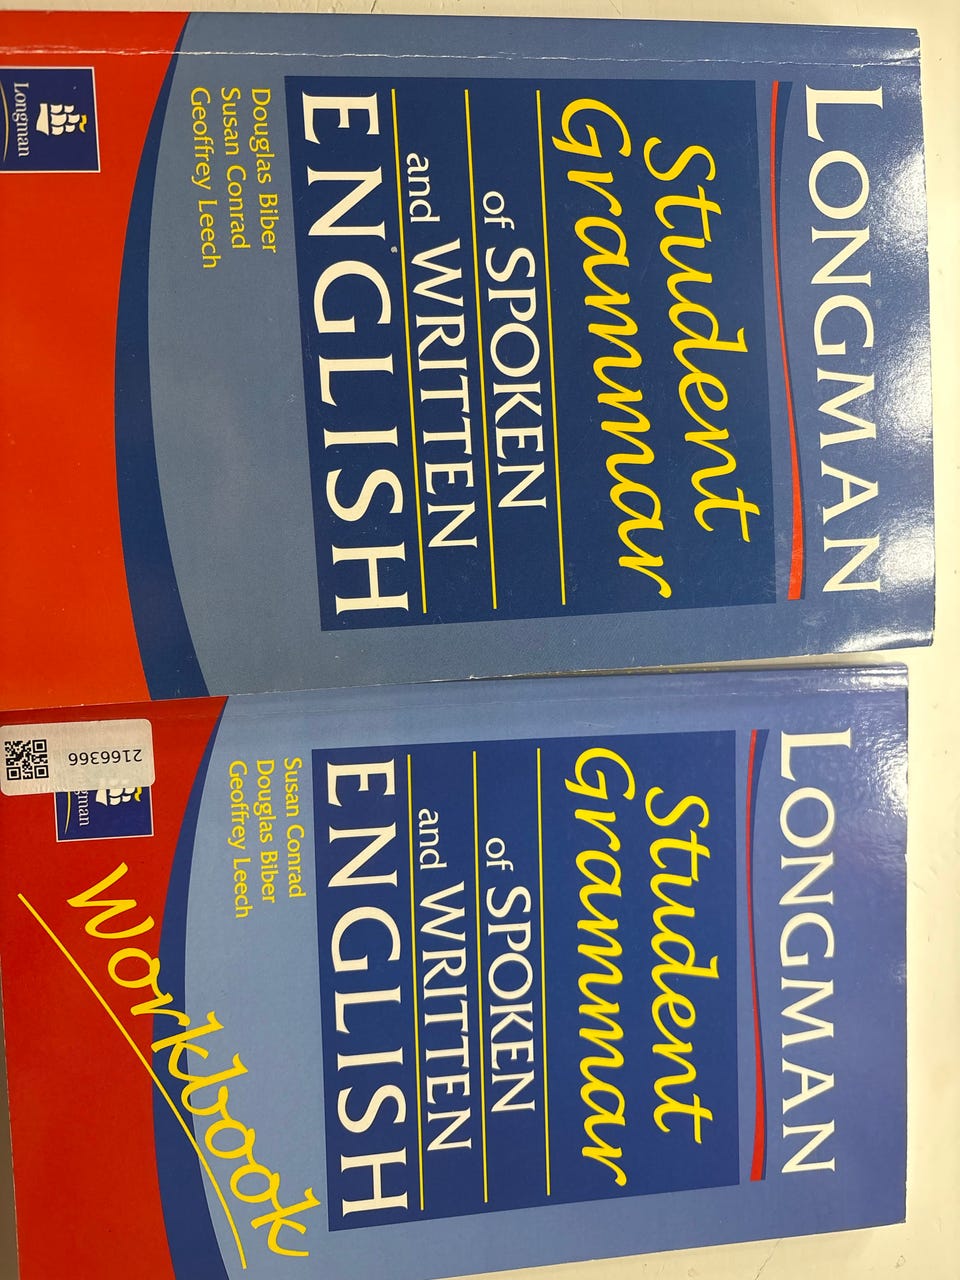 LONGMAN
Student
Grammar
of SPOKEN
and WRITTEN
ENGLISH
Douglas Biber
Susan Conrad
Geoffrey Leech
Longman
LONGMAN
Student
Grammar
of SPOKEN
and WRITTEN
ENGLISH
Susan Conrad
Douglas Biber
Geoffrey Leech
Workbook
2166366
gman